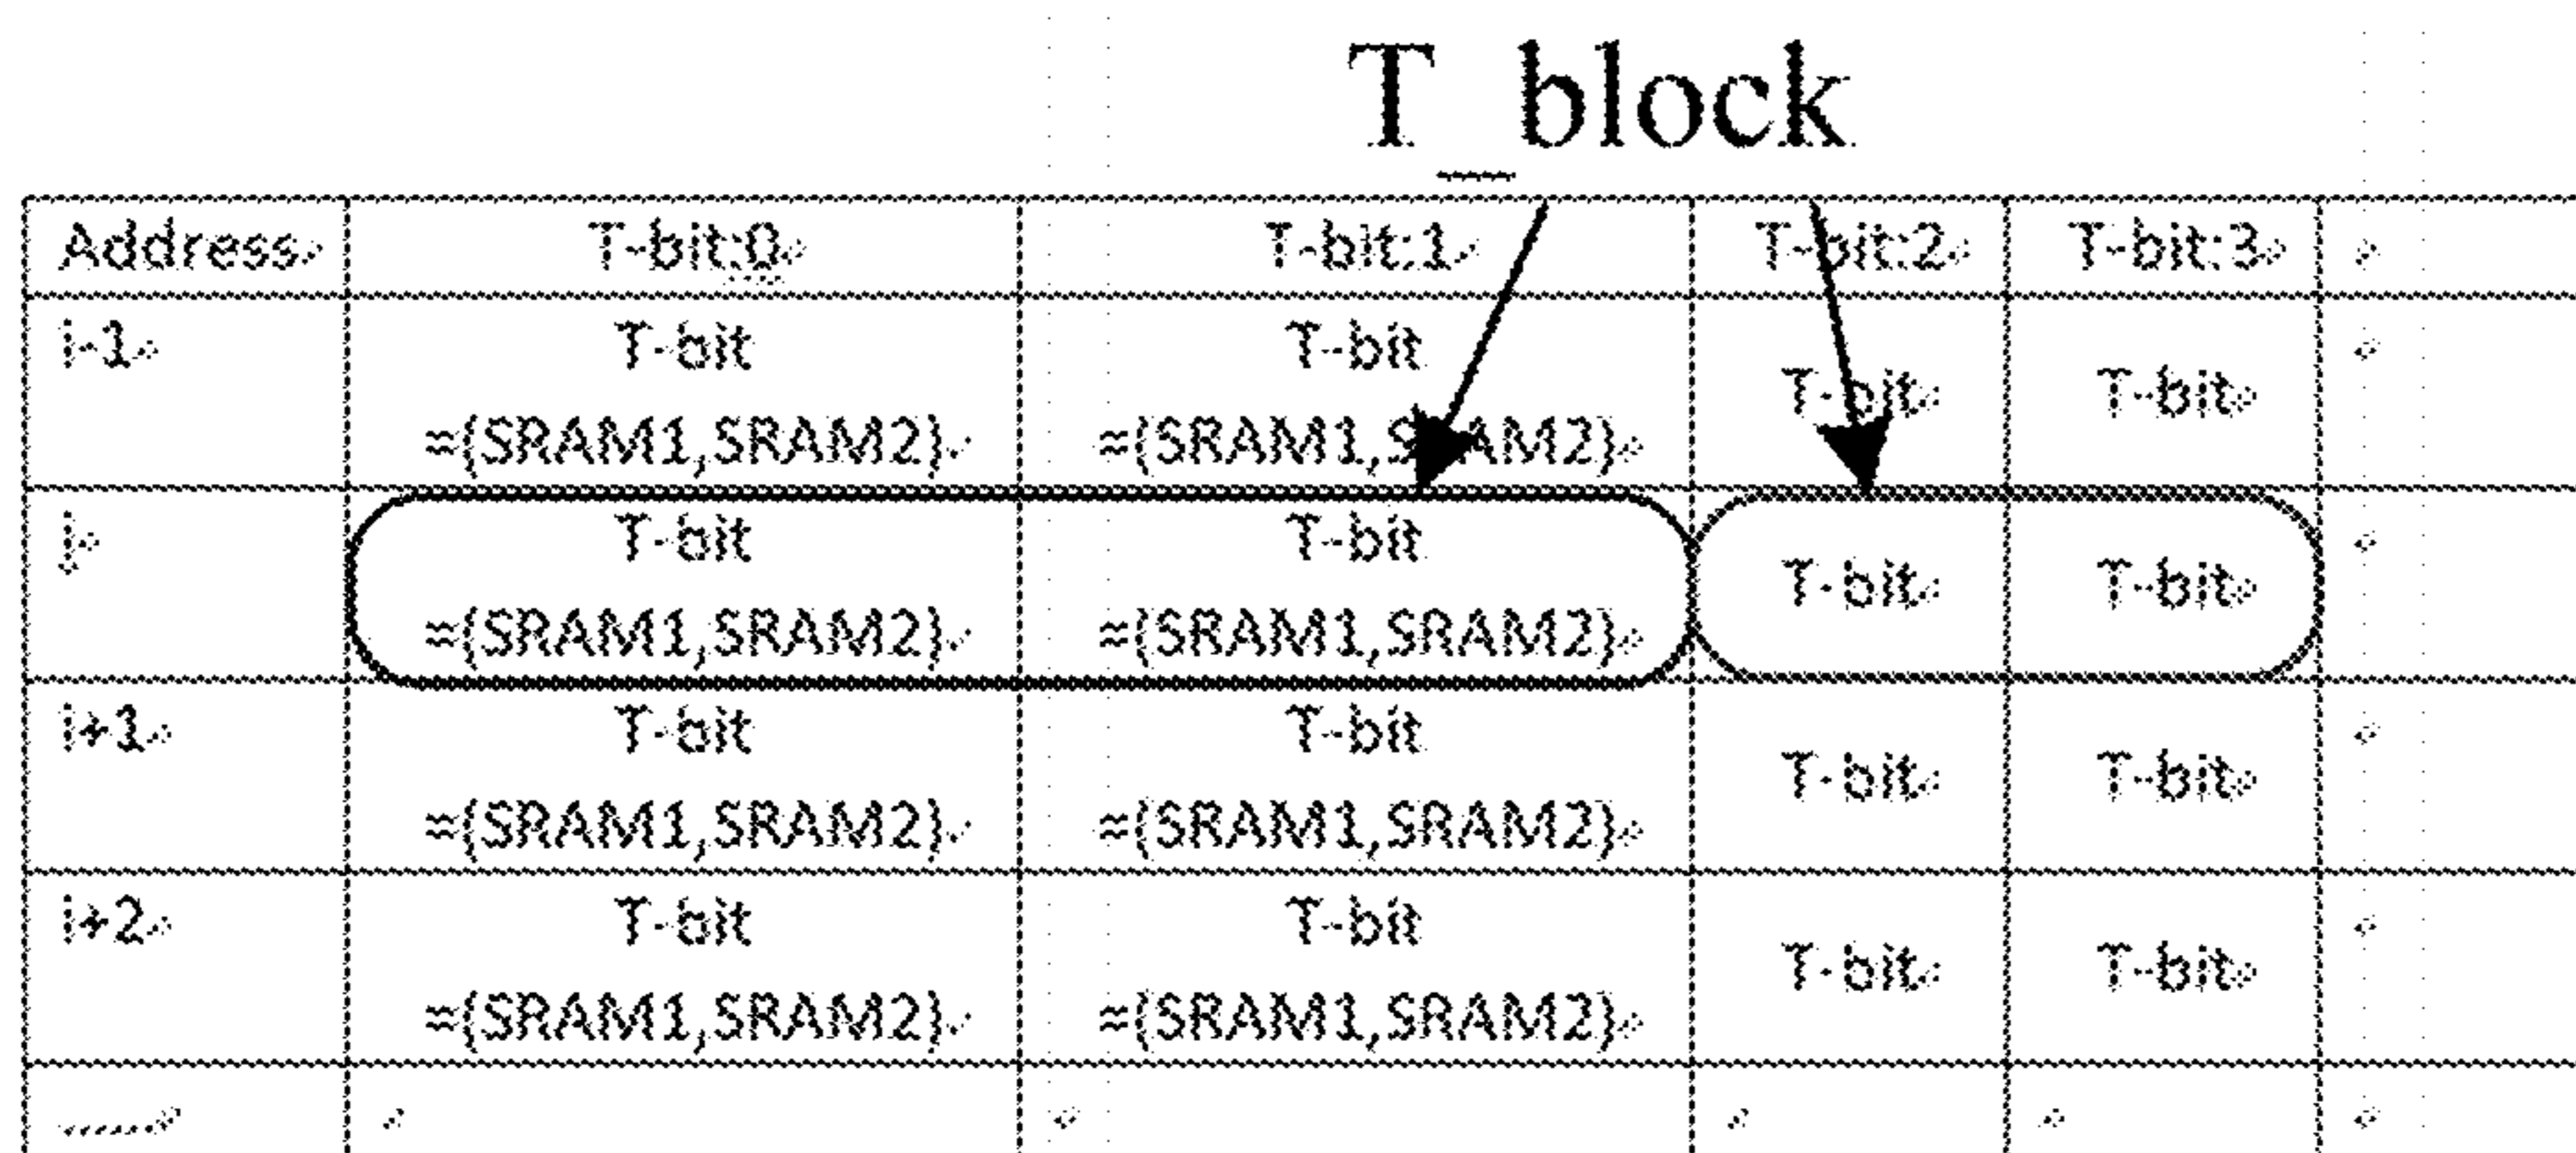 T_block
Address T-bit:0 T-bit:1 T-bit:2 T-bit:3
i-1 T-bit T-bit T-bit T-bit
=(SRAM1,SRAM2) =(SRAM1,SRAM2)
i T-bit T-bit T-bit T-bit
=(SRAM1,SRAM2) =(SRAM1,SRAM2)
i+1 T-bit T-bit T-bit T-bit
=(SRAM1,SRAM2) =(SRAM1,SRAM2)
i+2 T-bit T-bit T-bit T-bit
=(SRAM1,SRAM2) =(SRAM1,SRAM2)
......